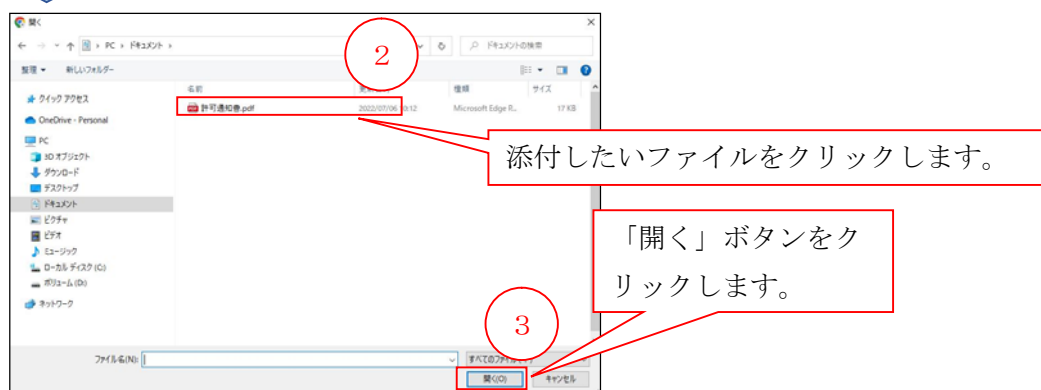 開く
PC › ドキュメント ›
ドキュメントの検索
②
整理 新しいフォルダー
名前 種類 サイズ
クイック アクセス
許可通知書.pdf 2022/07/06 Microsoft Edge P... 17 KB
OneDrive - Personal
PC
3D オブジェクト
ダウンロード
デスクトップ
ドキュメント
ピクチャ
ビデオ
ミュージック
ローカル ディスク (C:)
ボリューム (D:)
ネットワーク
添付したいファイルをクリックします。
「開く」ボタンをク
リックします。
③
ファイル名(N):
すべてのファイル
開く(O) キャンセル